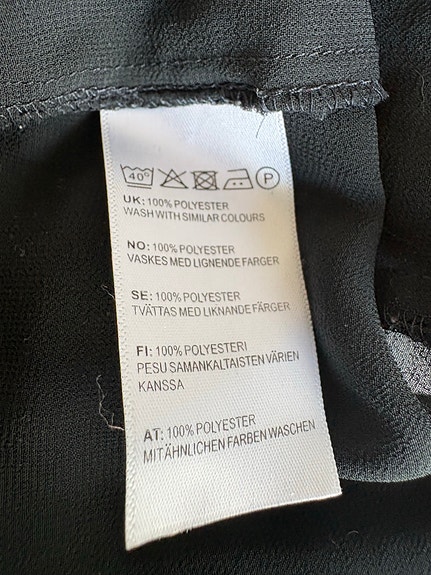 40° P
UK: 100% POLYESTER
WASH WITH SIMILAR COLOURS
NO: 100% POLYESTER
VASKES MED LIGNENDE FARGER
SE: 100% POLYESTER
TVÄTTAS MED LIKNANDE FÄRGER
FI: 100% POLYESTERI
PESU SAMANKALTAISTEN VÄRIEN
KANSSA
AT: 100% POLYESTER
MIT ÄHNLICHEN FARBEN WASCHEN